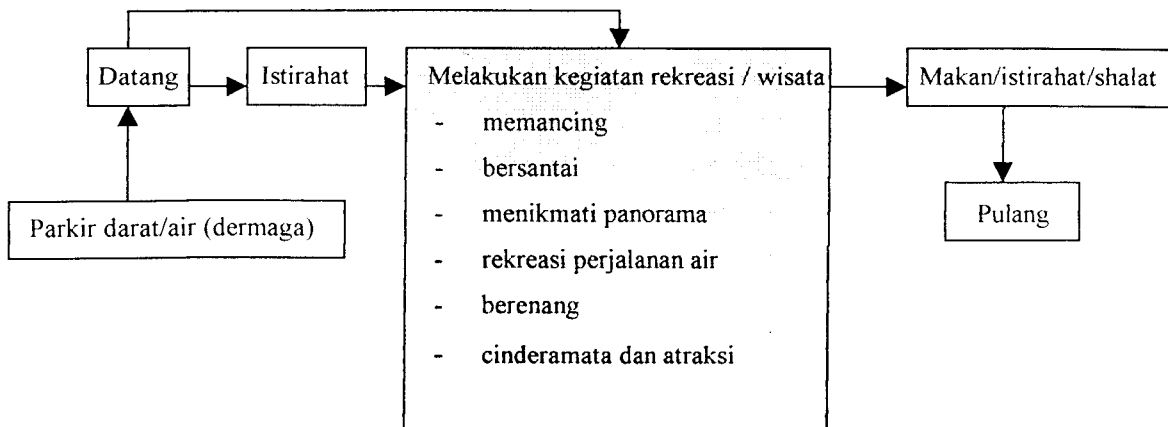 Datang
Istirahat
Melakukan kegiatan rekreasi / wisata
- memancing
- bersantai
- menikmati panorama
- rekreasi perjalanan air
- berenang
- cinderamata dan atraksi
Makan/istirahat/shalat
Parkir darat/air (dermaga)
Pulang